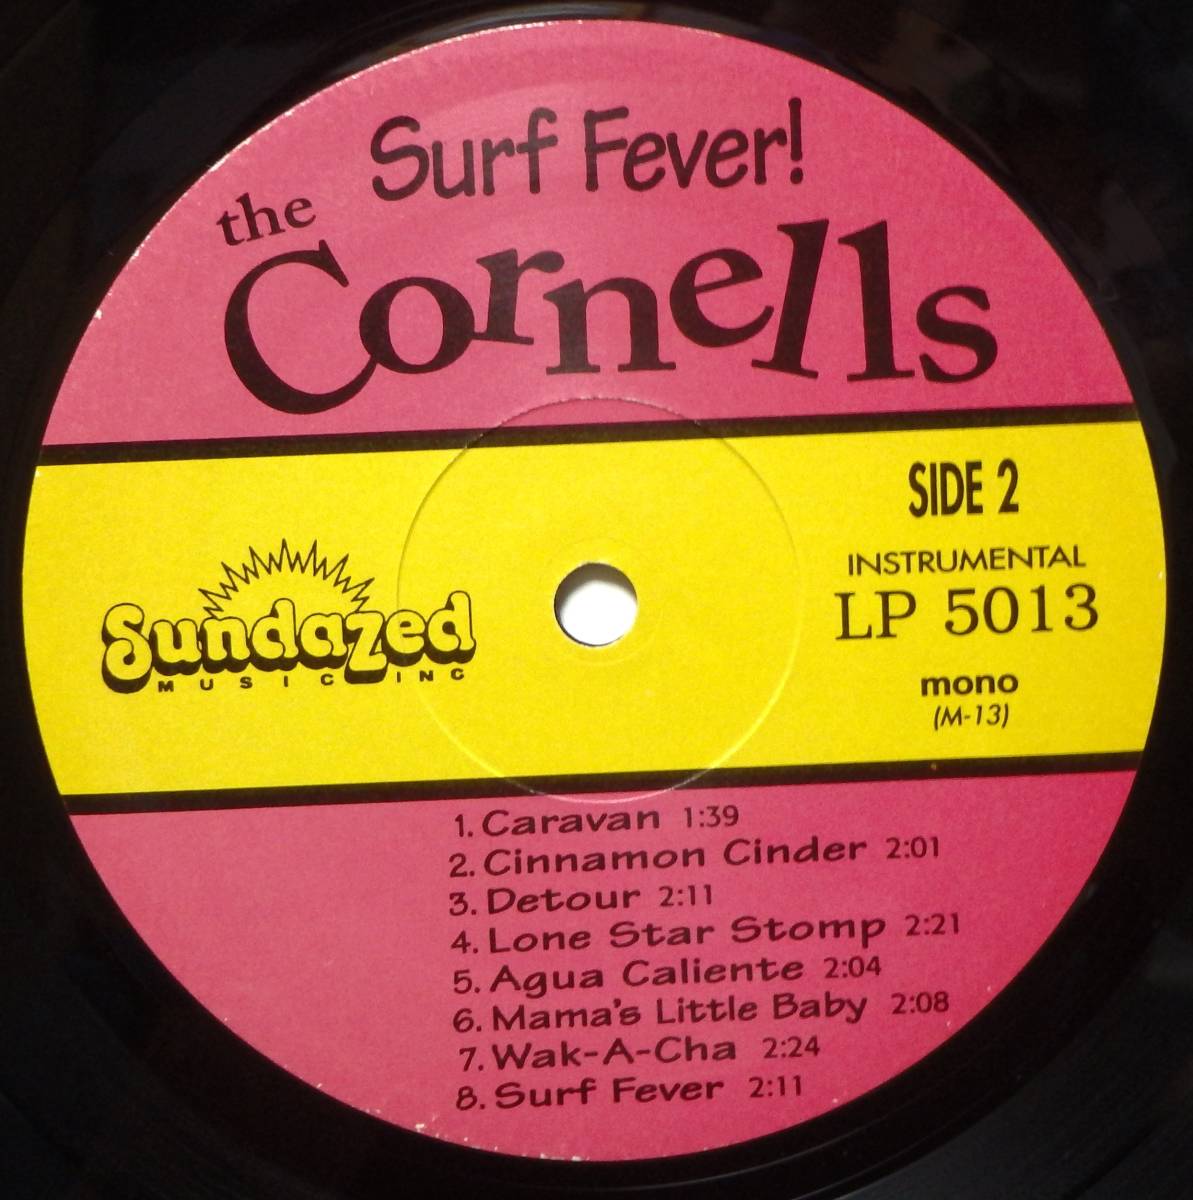 Surf Fever!
the
Cornells
SIDE 2
INSTRUMENTAL
LP 5013
mono
(M-13)
Sundazed
MUSIC INC
1. Caravan 1:39
2. Cinnamon Cinder 2:01
3. Detour 2:11
4. Lone Star Stomp 2:21
5. Agua Caliente 2:04
6. Mama's Little Baby 2:08
7. Wak-A-Cha 2:24
8. Surf Fever 2:11